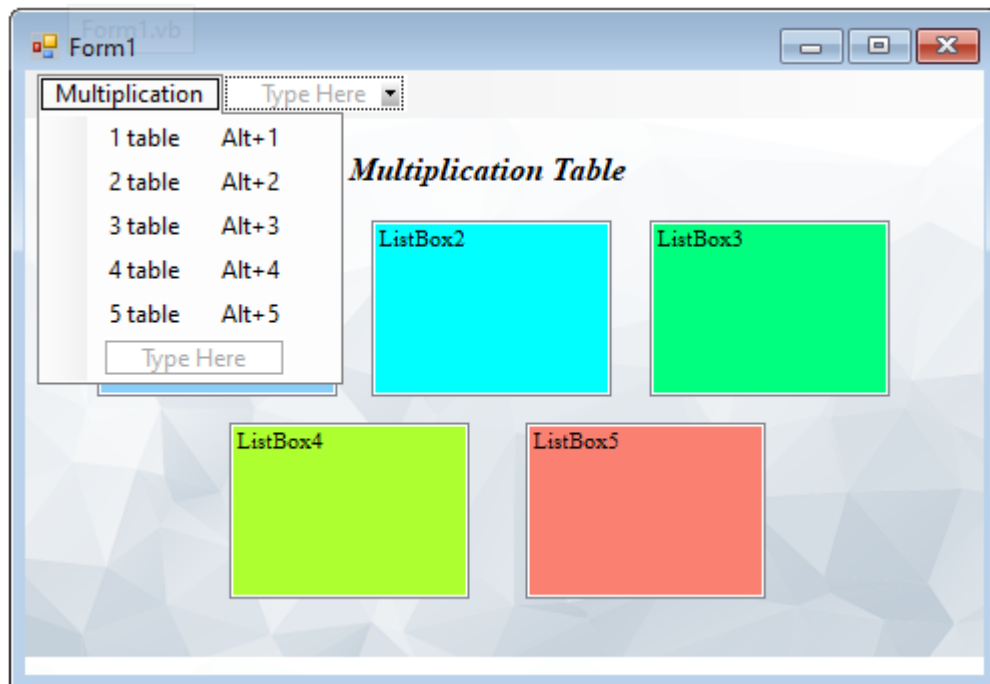 Form1.vb
Form1
Multiplication Type Here
1 table Alt+1
2 table Alt+2
3 table Alt+3
4 table Alt+4
5 table Alt+5
Type Here
Multiplication Table
ListBox2
ListBox3
ListBox4
ListBox5